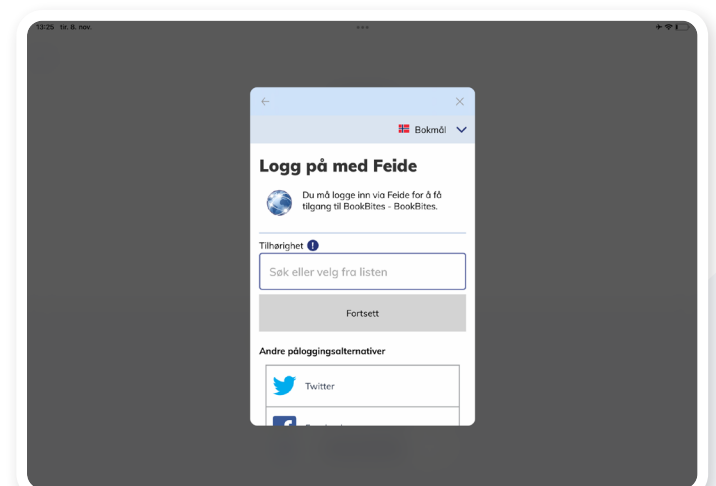 13:25 tir. 8. nov.
Bokmål
Logg på med Feide
Du må logge inn via Feide for å få
tilgang til BookBites - BookBites.
Tilhørighet
Søk eller velg fra listen
Fortsett
Andre påloggingsalternativer
Twitter